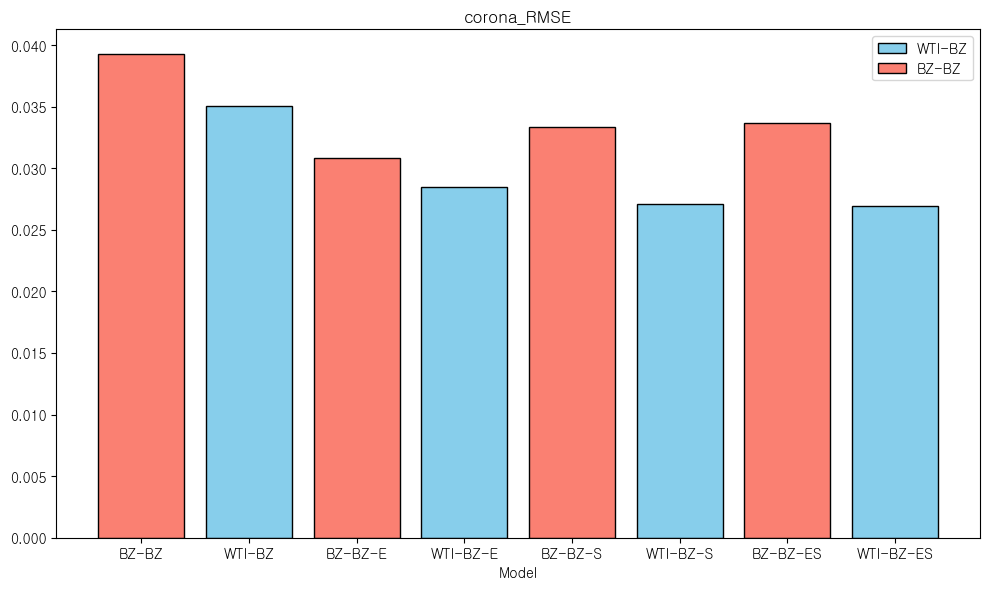 corona_RMSE
WTI-BZ
BZ-BZ
0.040
0.035
0.030
0.025
0.020
0.015
0.010
0.005
0.000
BZ-BZ WTI-BZ BZ-BZ-E WTI-BZ-E BZ-BZ-S WTI-BZ-S BZ-BZ-ES WTI-BZ-ES
Model